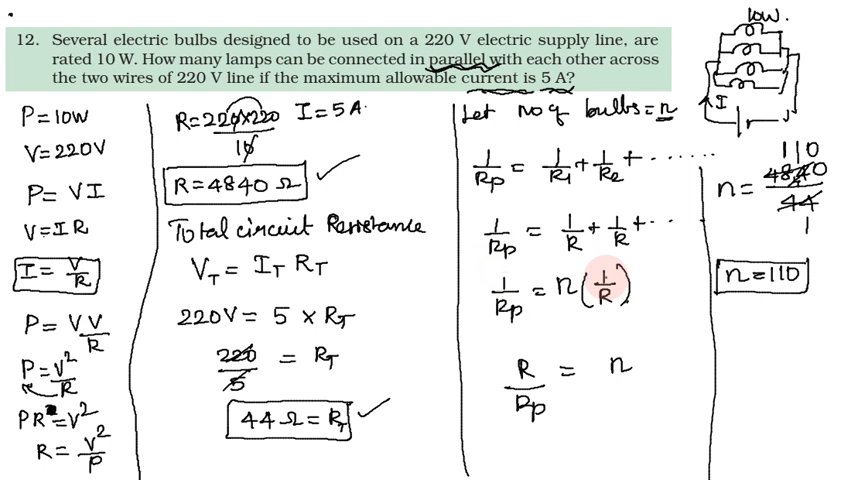 12. Several electric bulbs designed to be used on a 220 V electric supply line, are
rated 10 W. How many lamps can be connected in parallel with each other across
the two wires of 220 V line if the maximum allowable current is 5 A?
10W.
I
P=10W
V=220V
P= VI
V=IR
I = V/R
P= V V/R
P= V²/R
PR=V²
R= V²/P
R=220×220/10
I=5A.
R=4840 Ω
Total circuit Resistance
V_T = I_T R_T
220V = 5 × R_T
220/5 = R_T
44Ω=R_T
Let no of bulbs=n
1/Rp = 1/R1 + 1/R2 + ......
1/Rp = 1/R + 1/R + ..
1/Rp = n(1/R)
R/Rp = n
110
n= 4840/44
1
n=110